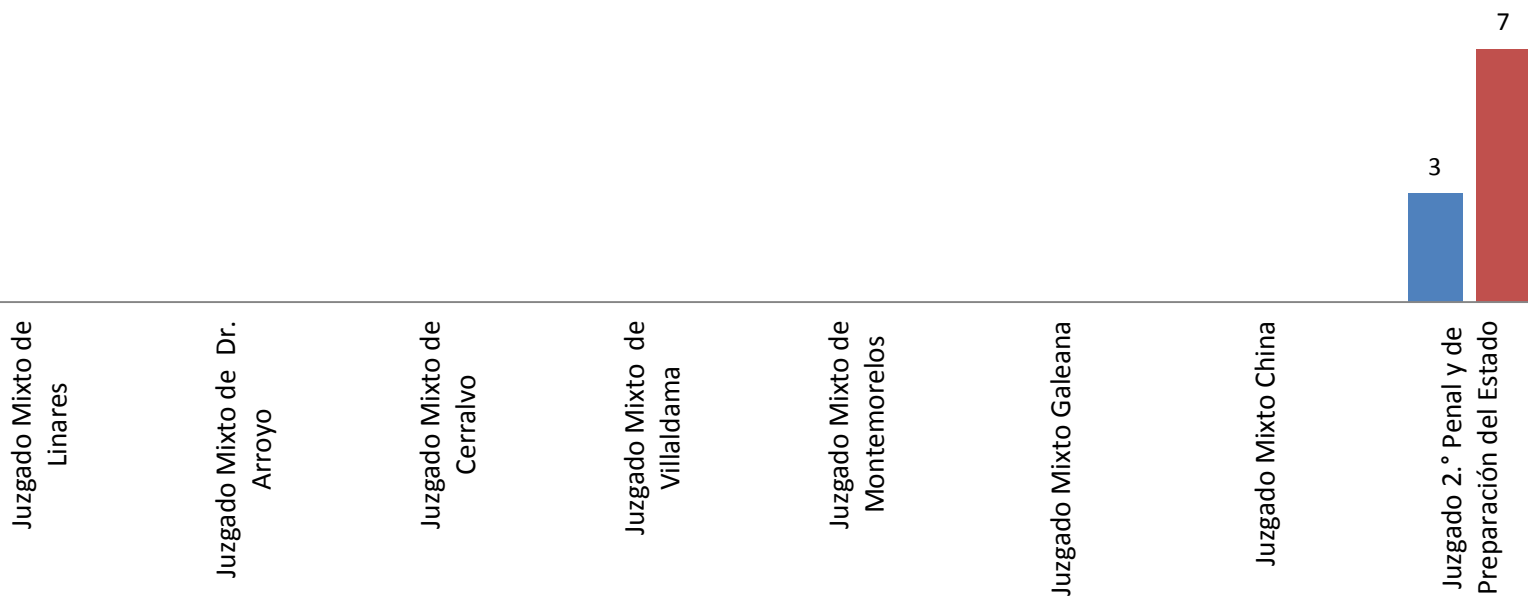 7
3
Juzgado Mixto de
Linares
Juzgado Mixto de Dr.
Arroyo
Juzgado Mixto de
Cerralvo
Juzgado Mixto de
Villaldama
Juzgado Mixto de
Montemorelos
Juzgado Mixto Galeana
Juzgado Mixto China
Juzgado 2.° Penal y de
Preparación del Estado